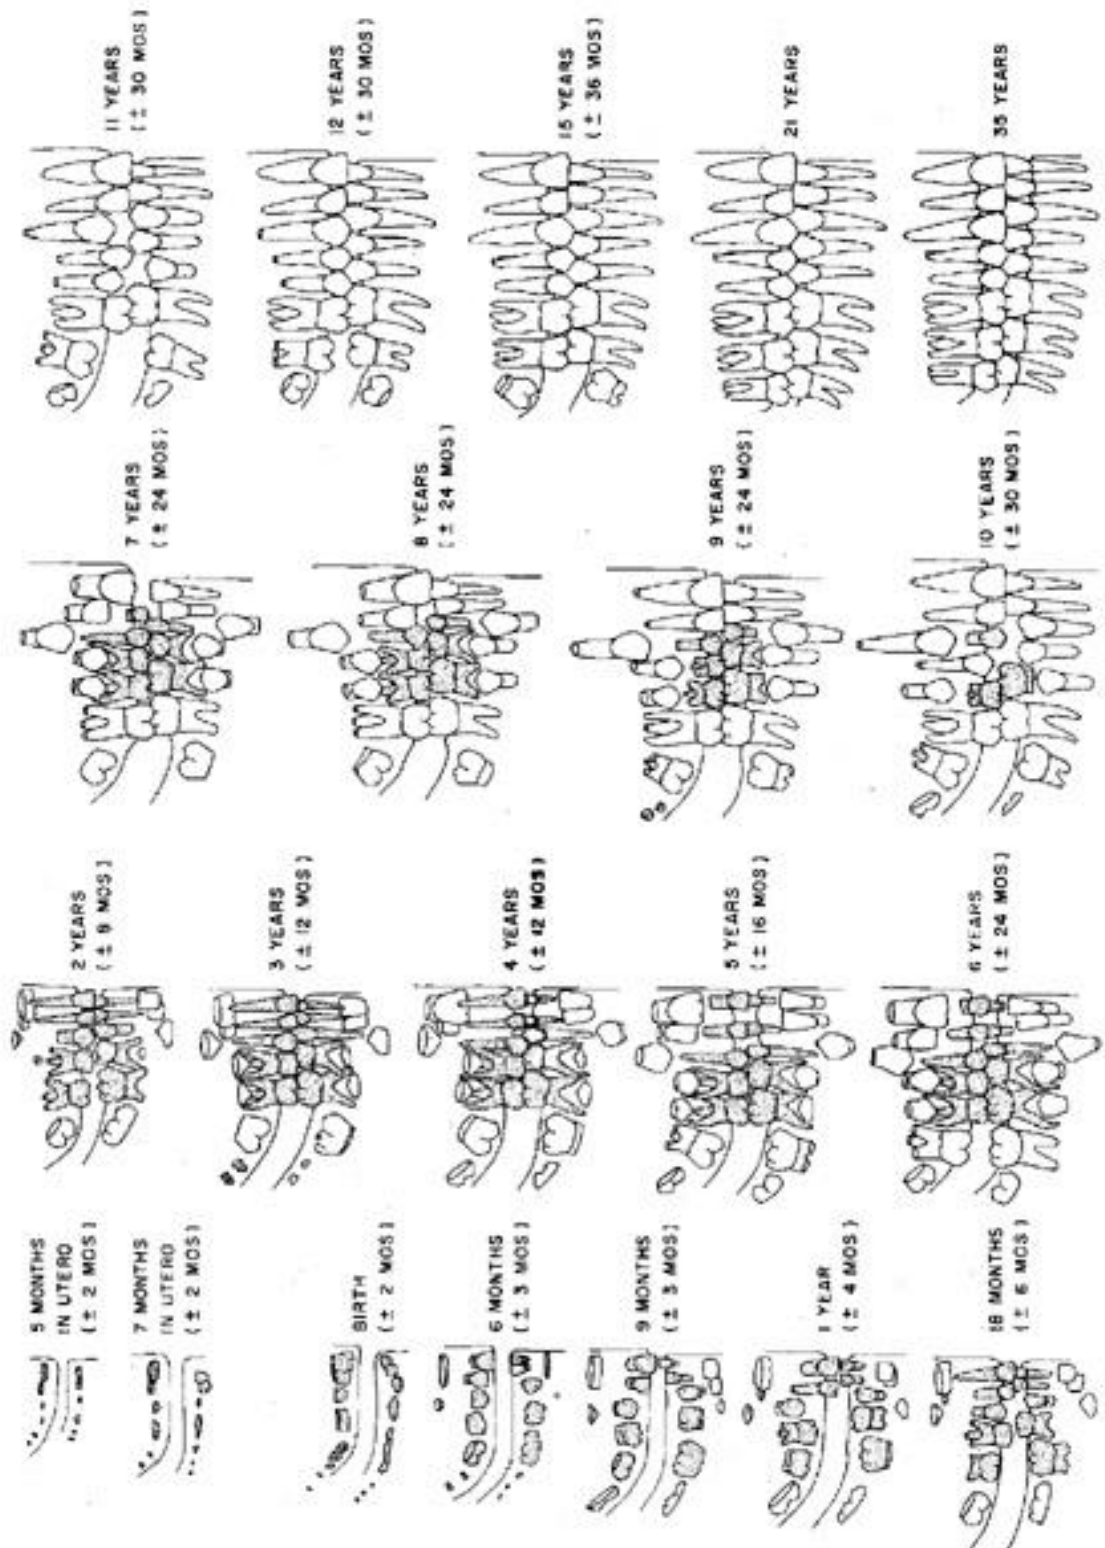 5 MONTHS
IN UTERO
(± 2 MOS)
7 MONTHS
IN UTERO
(± 2 MOS)
BIRTH
(± 2 MOS)
6 MONTHS
(± 3 MOS)
9 MONTHS
(± 3 MOS)
1 YEAR
(± 4 MOS)
18 MONTHS
(± 6 MOS)
2 YEARS
(± 8 MOS)
3 YEARS
(± 12 MOS)
4 YEARS
(± 12 MOS)
5 YEARS
(± 16 MOS)
6 YEARS
(± 24 MOS)
7 YEARS
(± 24 MOS)
8 YEARS
(± 24 MOS)
9 YEARS
(± 24 MOS)
10 YEARS
(± 30 MOS)
11 YEARS
(± 30 MOS)
12 YEARS
(± 30 MOS)
15 YEARS
(± 36 MOS)
21 YEARS
35 YEARS